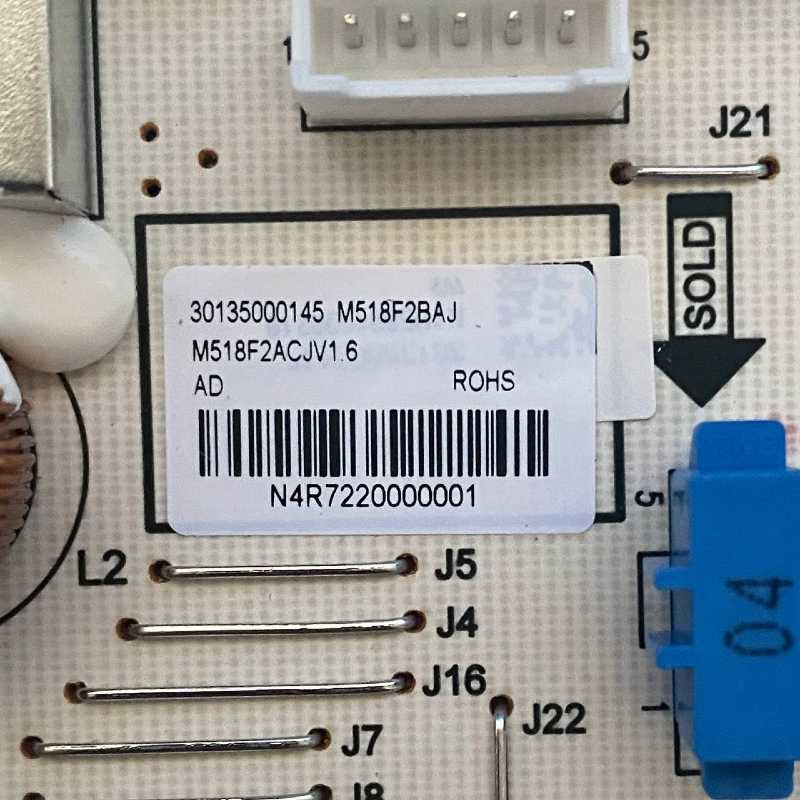 1
5
J21
SOLD
30135000145 M518F2BAJ
M518F2ACJV1.6
AD
ROHS
N4R7220000001
5
04
1
L2
J5
J4
J16
J22
J7
J8